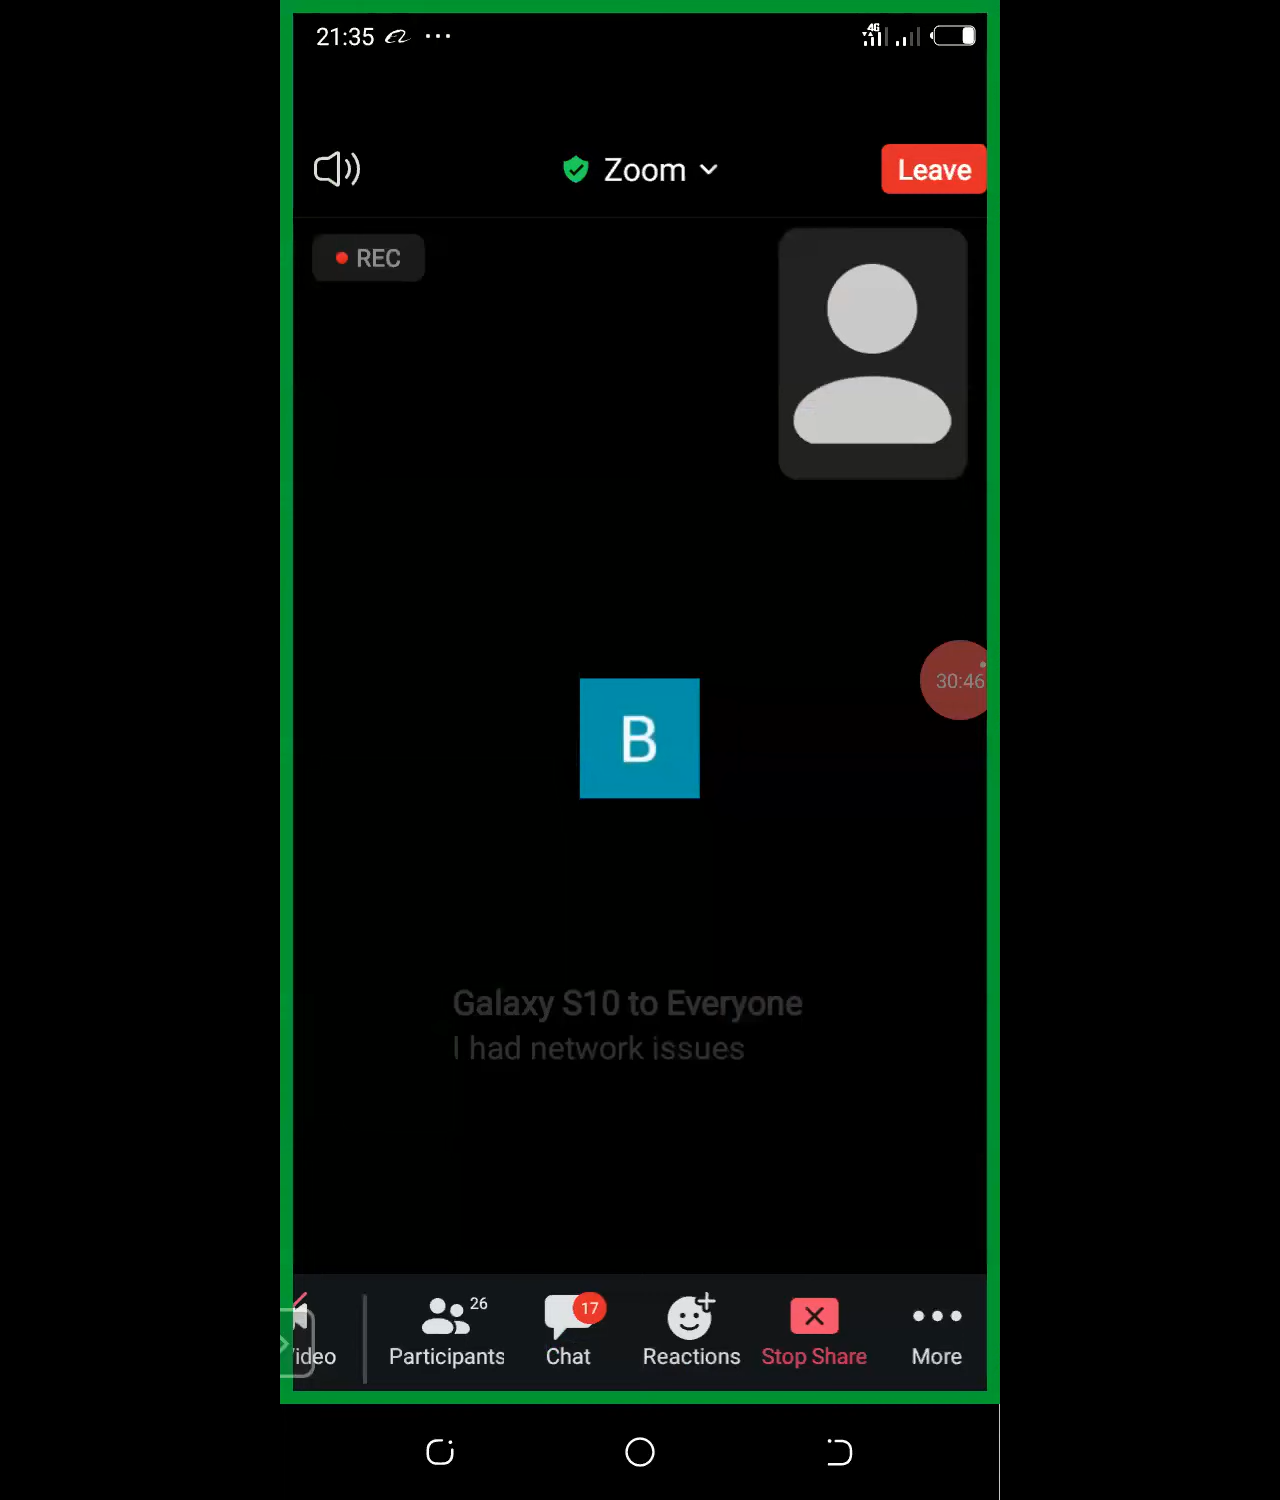 21:35
4G
Zoom
Leave
REC
30:46
B
Galaxy S10 to Everyone
I had network issues
26
17
ideo
Participants
Chat
Reactions
Stop Share
More